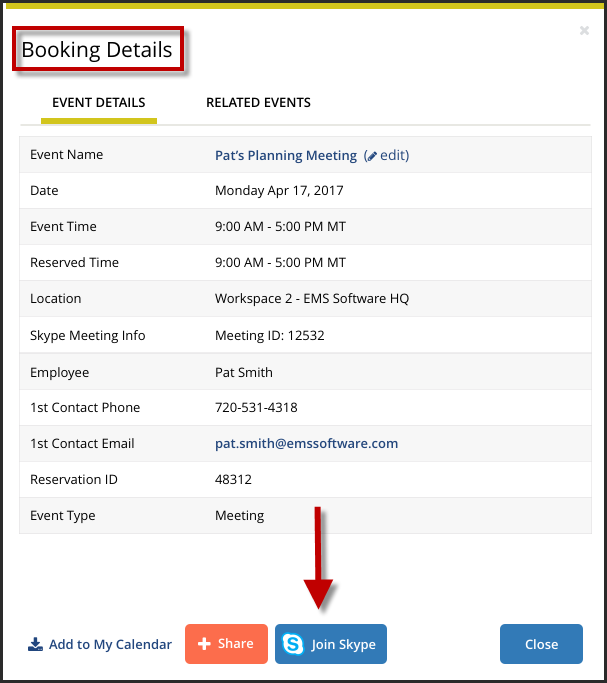 Booking Details
EVENT DETAILS RELATED EVENTS
Event Name Pat's Planning Meeting (edit)
Date Monday Apr 17, 2017
Event Time 9:00 AM - 5:00 PM MT
Reserved Time 9:00 AM - 5:00 PM MT
Location Workspace 2 - EMS Software HQ
Skype Meeting Info Meeting ID: 12532
Employee Pat Smith
1st Contact Phone 720-531-4318
1st Contact Email pat.smith@emssoftware.com
Reservation ID 48312
Event Type Meeting
Add to My Calendar Share Join Skype Close